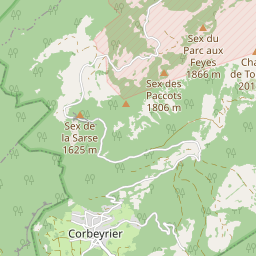 Sex du
Parc aux
Feyes
1866 m
Cha
de To
201
Sex des
Paccots
1806 m
Sex de
la Sarse
1625 m
Corbeyrier